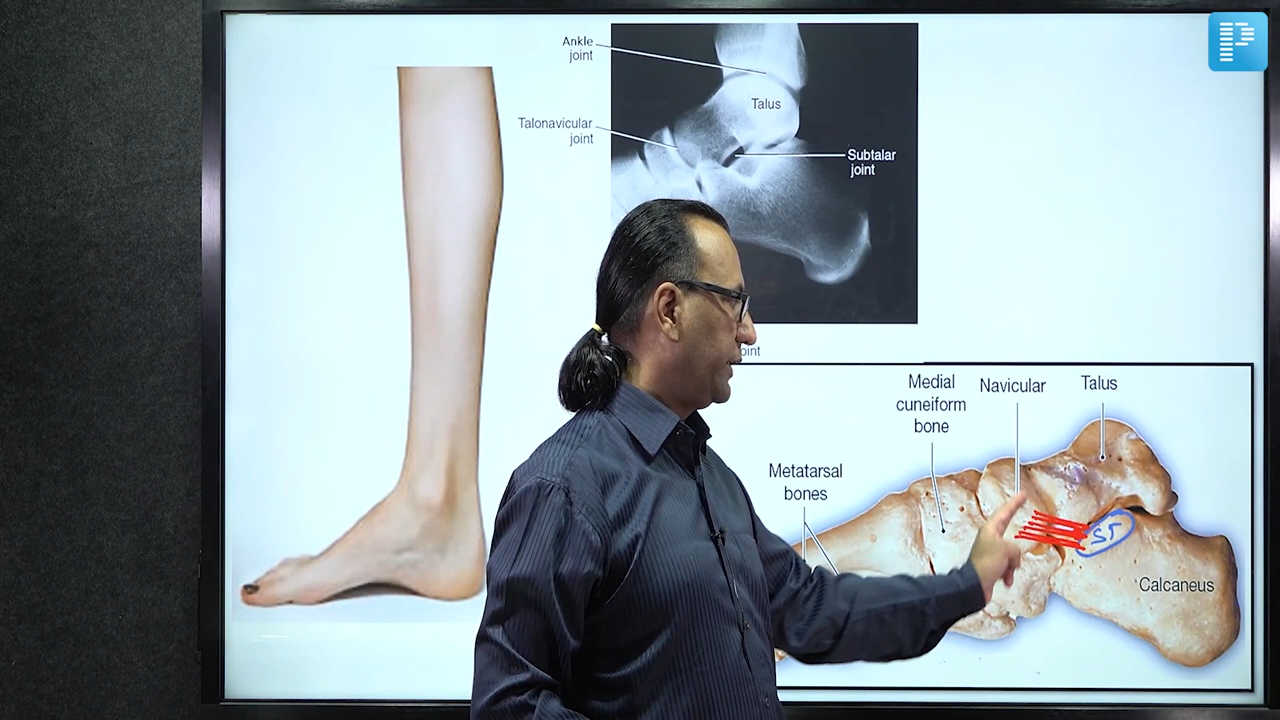 P
Ankle
joint
Talus
Talonavicular
joint
Subtalar
joint
oint
Medial
cuneiform
bone
Navicular
Talus
Metatarsal
bones
ST
Calcaneus